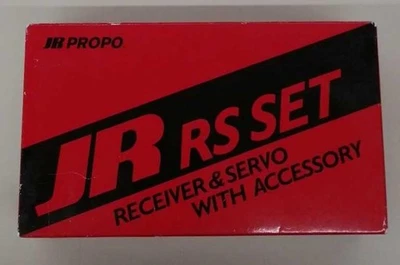 JR PROPO
JR RS SET
RECEIVER & SERVO
WITH ACCESSORY